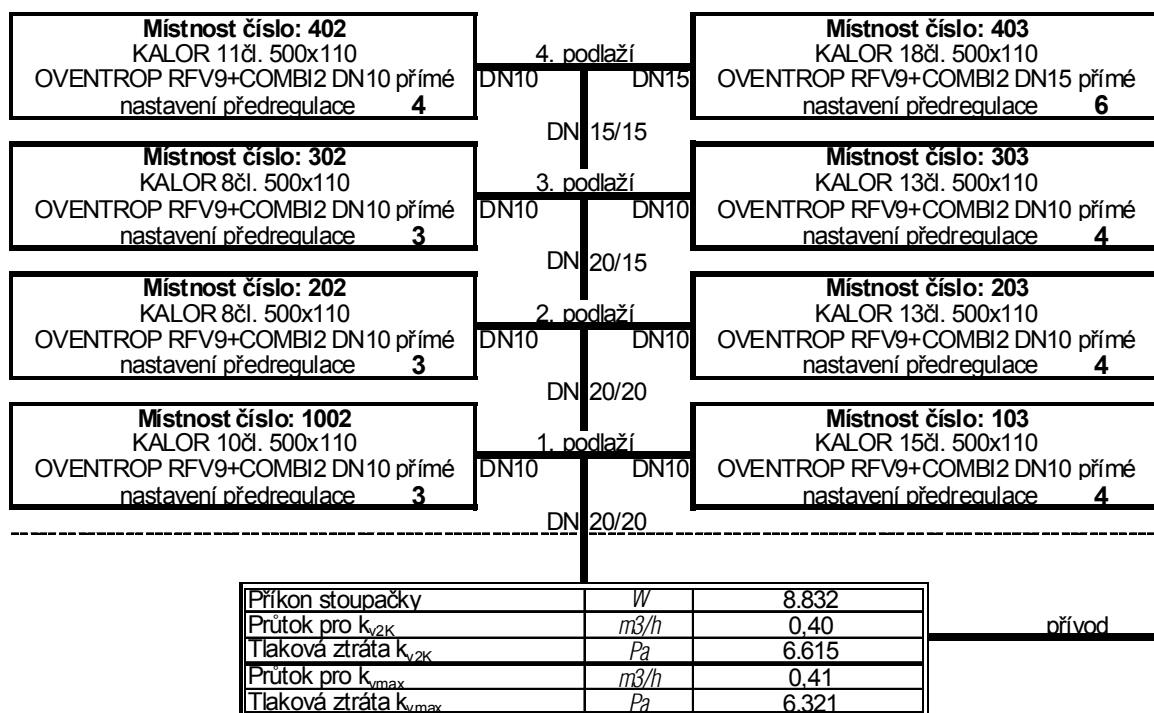 Místnost číslo: 402
KALOR 11čl. 500x110
OVENTROP RFV9+COMBI2 DN10 přímé
nastavení předregulace 4
4. podlaží
DN10 DN15
Místnost číslo: 403
KALOR 18čl. 500x110
OVENTROP RFV9+COMBI2 DN15 přímé
nastavení předregulace 6
DN 15/15
Místnost číslo: 302
KALOR 8čl. 500x110
OVENTROP RFV9+COMBI2 DN10 přímé
nastavení předregulace 3
3. podlaží
DN10 DN10
Místnost číslo: 303
KALOR 13čl. 500x110
OVENTROP RFV9+COMBI2 DN10 přímé
nastavení předregulace 4
DN 20/15
Místnost číslo: 202
KALOR 8čl. 500x110
OVENTROP RFV9+COMBI2 DN10 přímé
nastavení předregulace 3
2. podlaží
DN10 DN10
Místnost číslo: 203
KALOR 13čl. 500x110
OVENTROP RFV9+COMBI2 DN10 přímé
nastavení předregulace 4
DN 20/20
Místnost číslo: 1002
KALOR 10čl. 500x110
OVENTROP RFV9+COMBI2 DN10 přímé
nastavení předregulace 3
1. podlaží
DN10 DN10
Místnost číslo: 103
KALOR 15čl. 500x110
OVENTROP RFV9+COMBI2 DN10 přímé
nastavení předregulace 4
DN 20/20
Příkon stoupačky W 8.832
Průtok pro kv2K m3/h 0,40
Tlaková ztráta kv2K Pa 6.615
Průtok pro kvmax m3/h 0,41
Tlaková ztráta kvmax Pa 6.321
přívod